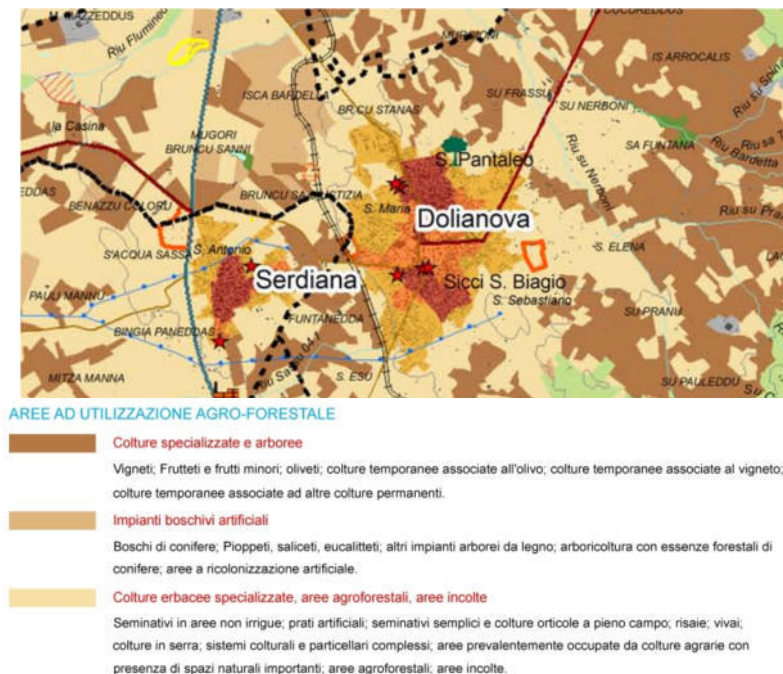 RAZZEDDUS
Riu Flumineo
MURSIONI
IS CUCUREDDUS
IS ARROCALIS
ISCA BARDELLA
BR.CU STANAS
SU FRASSU
SU NERBONI
la Casina
MUGORI
BRUNCU SANNI
S. Pantaleo
SA FUNTANA
Riu Bardetta
Riu su Nerboni
BENAZZU COLORU
BRUNCU SA
S. Maria
Dolianova
S'ACQUA SASSA
S. Antonio
Serdiana
Sicci S. Biagio
S. ELENA
S. Sebastiano
PAULI MANNU
BINGIA PANEDDAS
FUNTANEDDA
SU PRANU
MITZA MANNA
S. ESU
SU PAULEDDU
AREE AD UTILIZZAZIONE AGRO-FORESTALE
Colture specializzate e arboree
Vigneti; Frutteti e frutti minori; oliveti; colture temporanee associate all'olivo; colture temporanee associate al vigneto;
colture temporanee associate ad altre colture permanenti.
Impianti boschivi artificiali
Boschi di conifere; Pioppeti, saliceti, eucalitteti; altri impianti arborei da legno; arboricoltura con essenze forestali di
conifere; aree a ricolonizzazione artificiale.
Colture erbacee specializzate, aree agroforestali, aree incolte
Seminativi in aree non irrigue; prati artificiali; seminativi semplici e colture orticole a pieno campo; risaie; vivai;
colture in serra; sistemi colturali e particellari complessi; aree prevalentemente occupate da colture agrarie con
presenza di spazi naturali importanti; aree agroforestali; aree incolte.